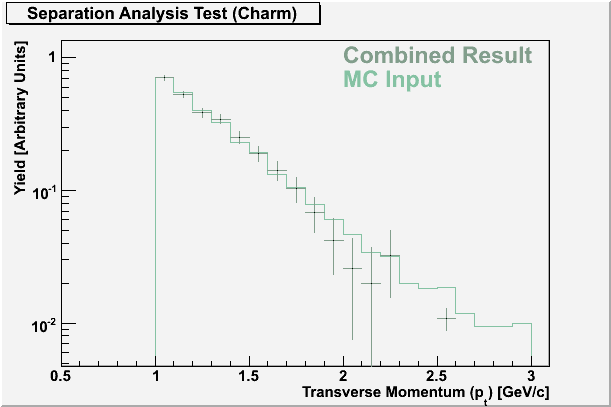 Separation Analysis Test (Charm)
Combined Result
MC Input
Yield [Arbitrary Units]
1
10-1
10-2
0.5 1 1.5 2 2.5 3
Transverse Momentum (pt) [GeV/c]